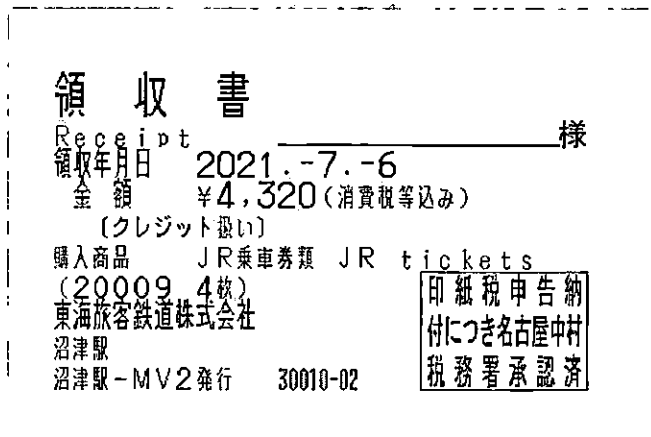 領収書
Receipt
様
領収年月日 2021.-7.-6
金額 ¥4,320(消費税等込み)
(クレジット扱い)
購入商品 JR乗車券類 JR tickets
(20009 4枚)
東海旅客鉄道株式会社
沼津駅
沼津駅-MV2発行 30010-02
印紙税申告納
付につき名古屋中村
税務署承認済